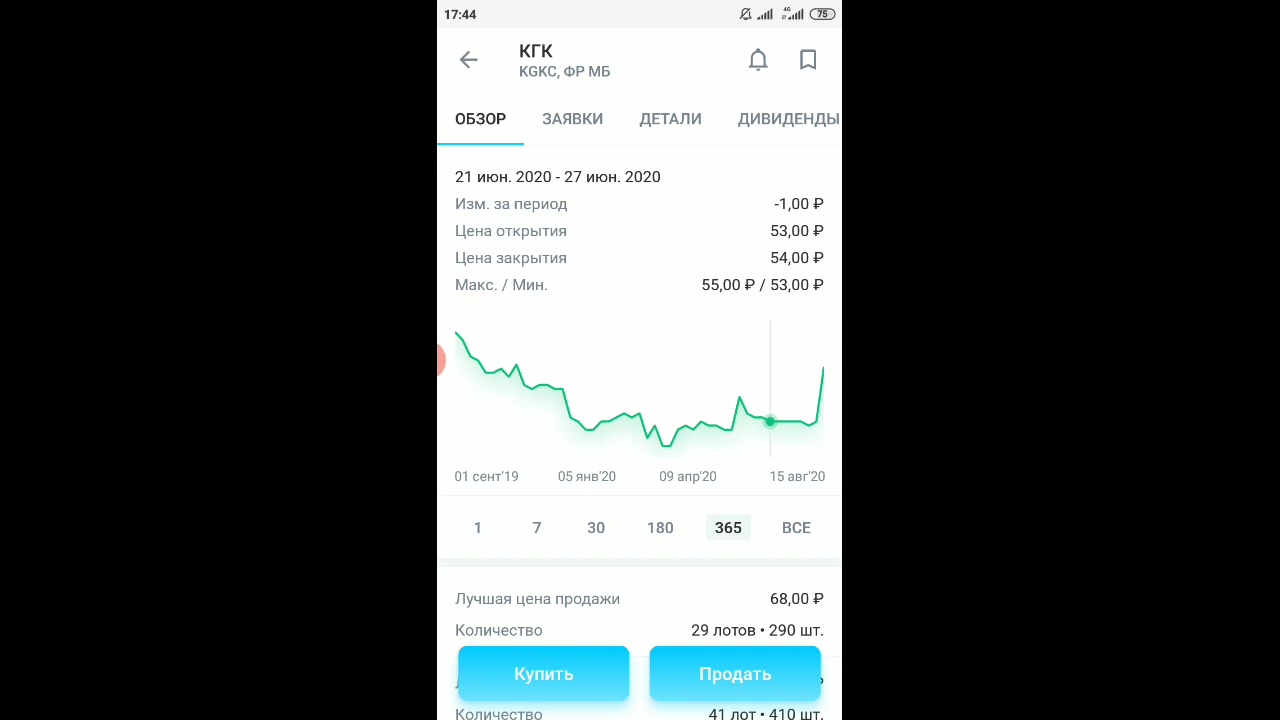 17:44
4G 75
КГК
KGKC, ФР МБ
ОБЗОР ЗАЯВКИ ДЕТАЛИ ДИВИДЕНДЫ
21 июн. 2020 - 27 июн. 2020
Изм. за период -1,00 ₽
Цена открытия 53,00 ₽
Цена закрытия 54,00 ₽
Макс. / Мин. 55,00 ₽ / 53,00 ₽
01 сент'19 05 янв'20 09 апр'20 15 авг'20
1 7 30 180 365 ВСЕ
Лучшая цена продажи 68,00 ₽
Количество 29 лотов • 290 шт.
Купить Продать
Количество 41 лот • 410 шт.